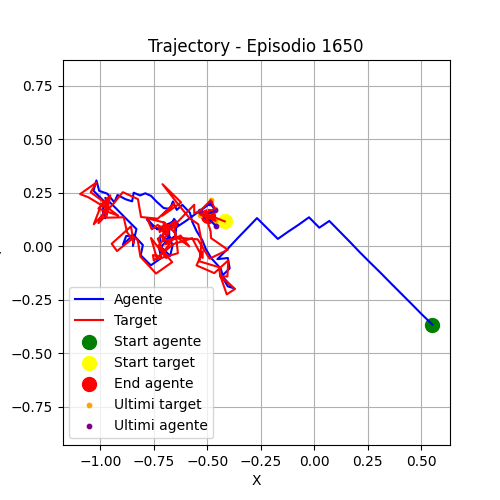 Trajectory - Episodio 1650
0.75
0.50
0.25
0.00
−0.25
−0.50
−0.75
Agente
Target
Start agente
Start target
End agente
Ultimi target
Ultimi agente
−1.00 −0.75 −0.50 −0.25 0.00 0.25 0.50
X